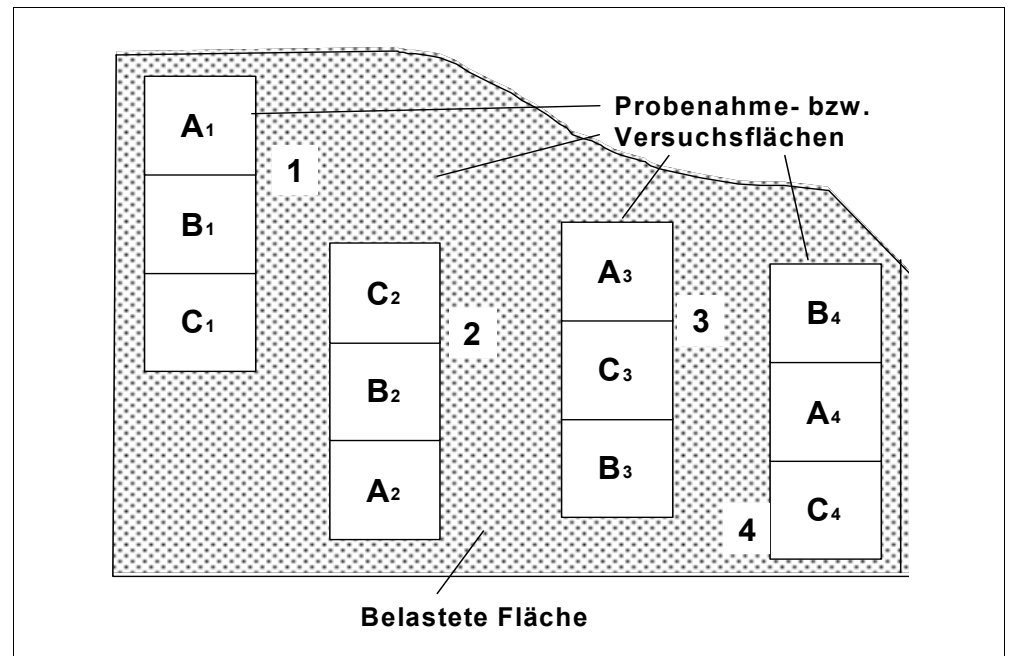 Probenahme- bzw.
Versuchsflächen
A1
B1
C1
1
C2
B2
A2
2
A3
C3
B3
3
B4
A4
C4
4
Belastete Fläche